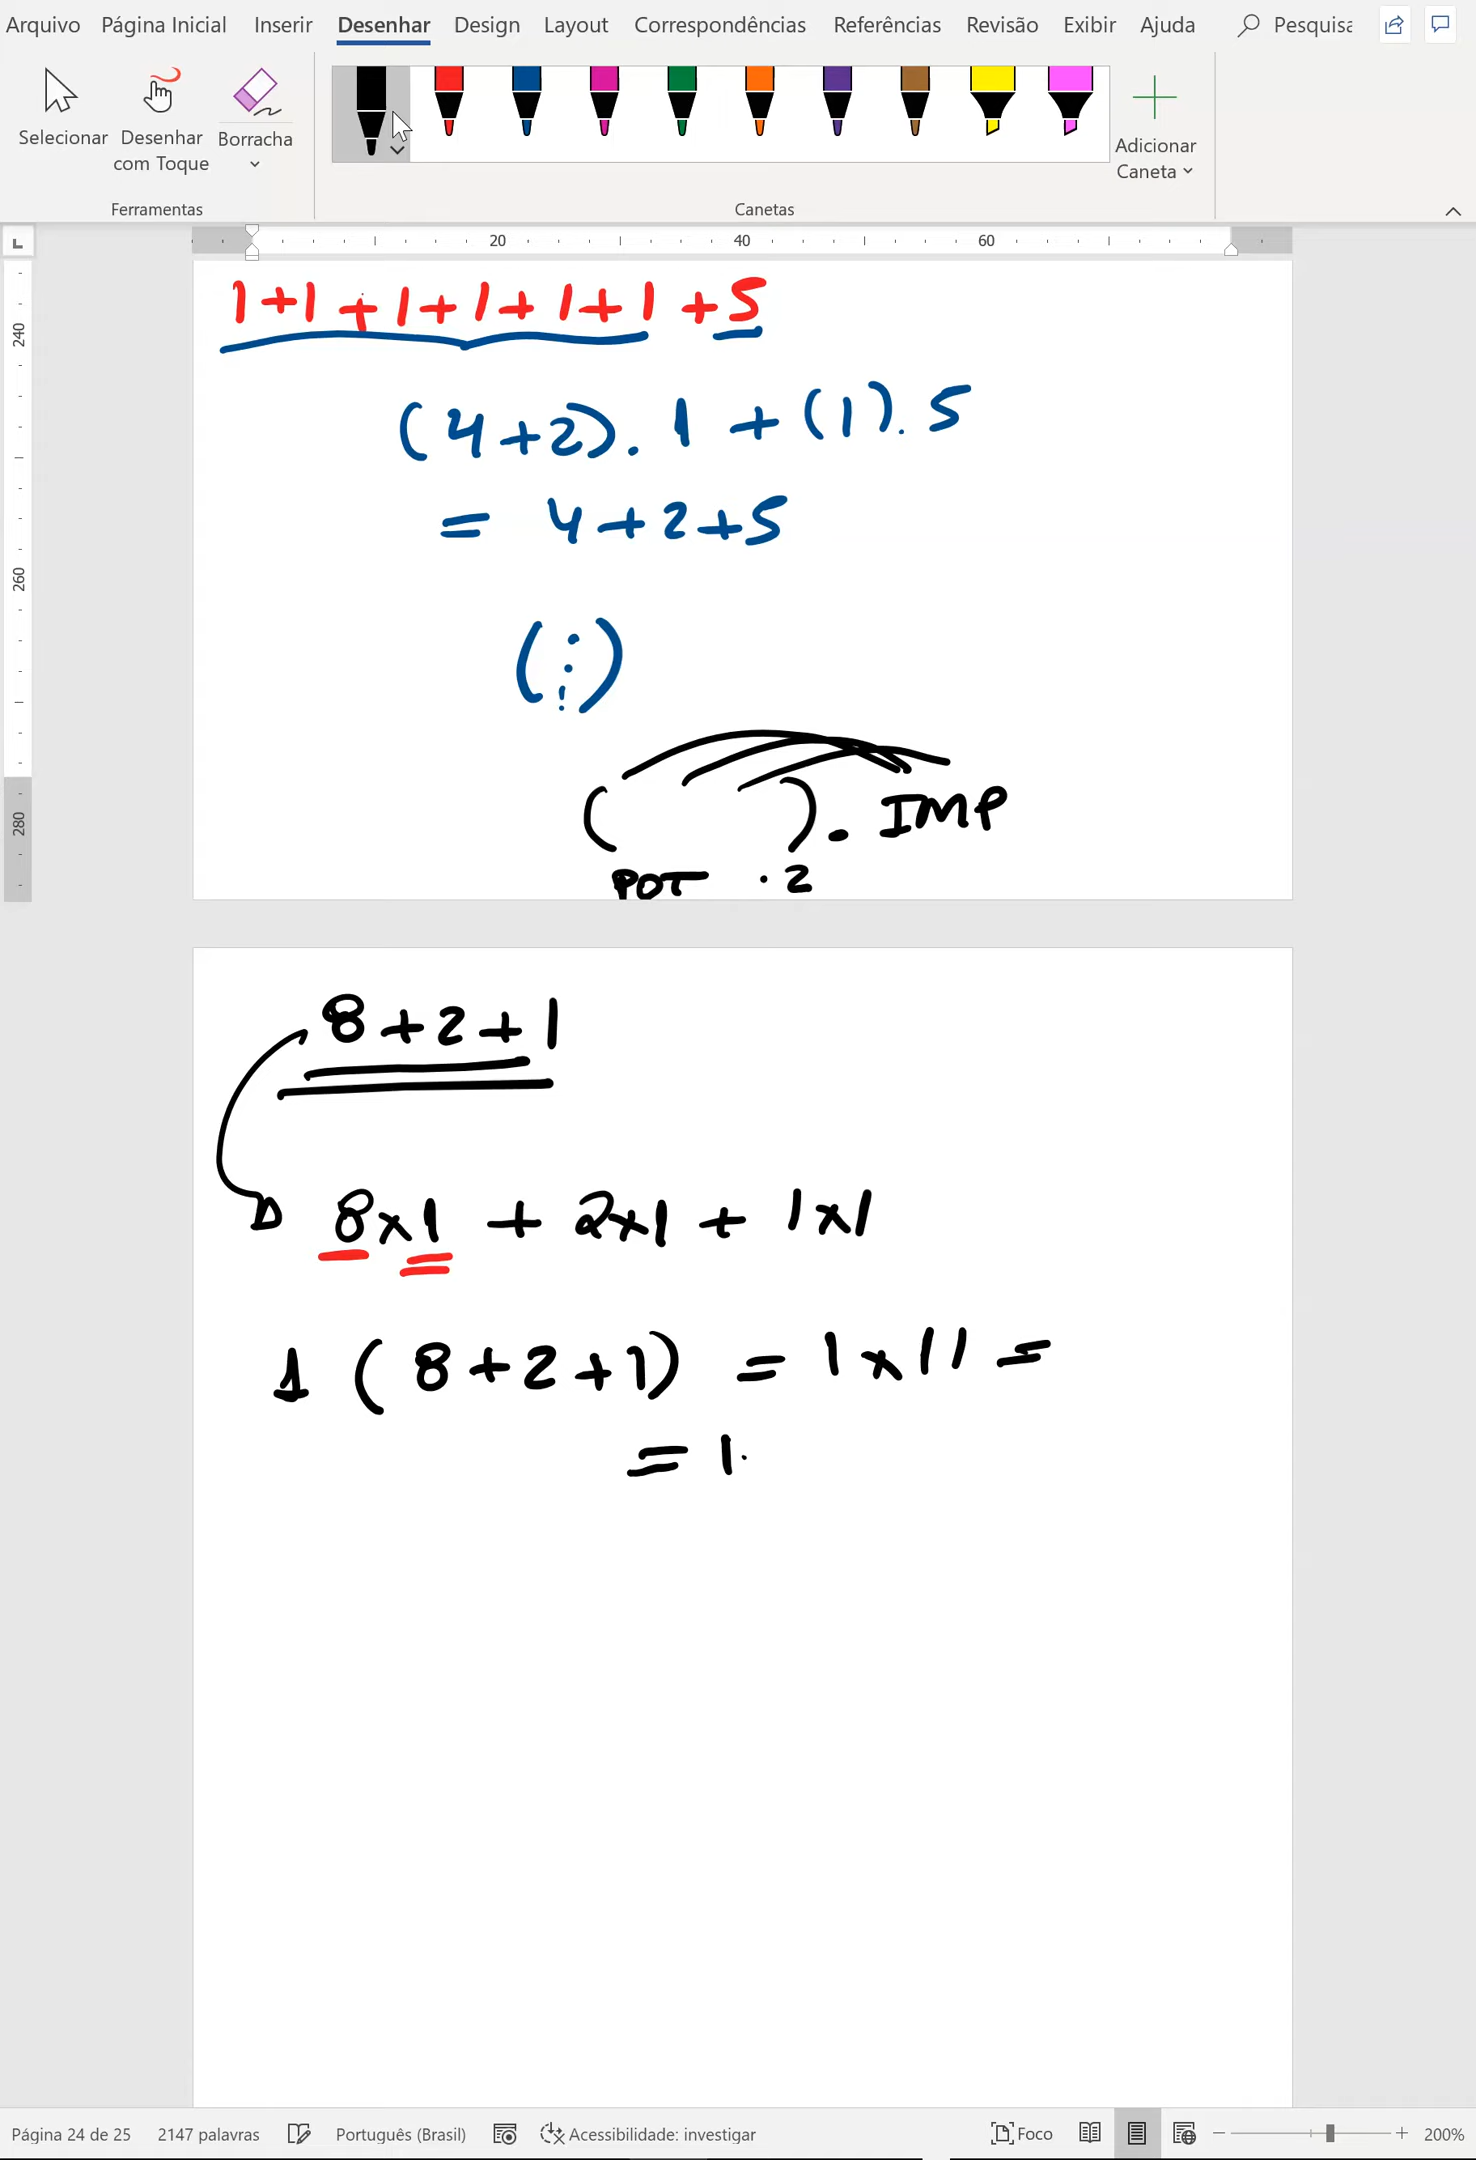 Arquivo Página Inicial Inserir Desenhar Design Layout Correspondências Referências Revisão Exibir Ajuda Pesquisa
Selecionar Desenhar com Toque Borracha Adicionar Caneta
Ferramentas Canetas
20 40 60
240
260
280
1+1+1+1+1+1+5
(4+2).1+(1).5
=4+2+5
(⋮)
( ). IMP
POT .2
8+2+1
8x1 + 2x1 + 1x1
1 (8+2+1) = 1x11 =
= 1.
Página 24 de 25 2147 palavras Português (Brasil) Acessibilidade: investigar Foco 200%